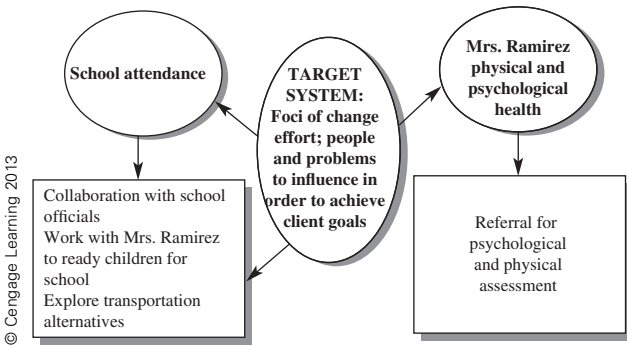 School attendance
TARGET
SYSTEM:
Foci of change
effort; people
and problems
to influence in
order to achieve
client goals
Mrs. Ramirez
physical and
psychological
health
Collaboration with school
officials
Work with Mrs. Ramirez
to ready children for
school
Explore transportation
alternatives
Referral for
psychological
and physical
assessment
© Cengage Learning 2013